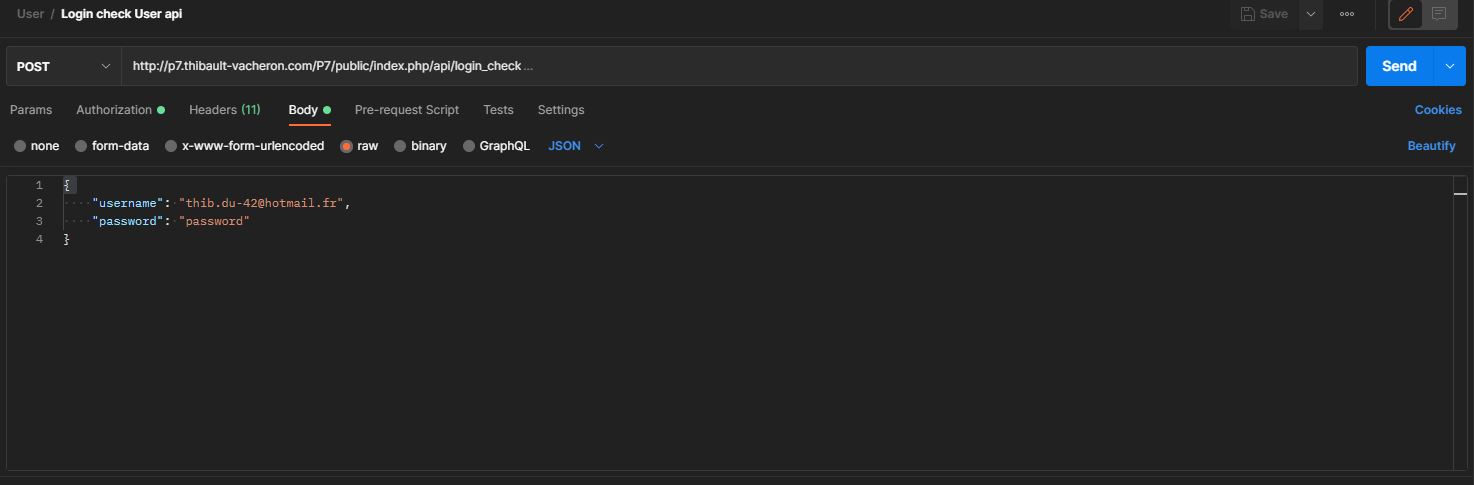 User / Login check User api
Save
POST http://p7.thibault-vacheron.com/P7/public/index.php/api/login_check ... Send
Params Authorization Headers (11) Body Pre-request Script Tests Settings Cookies
none form-data x-www-form-urlencoded raw binary GraphQL JSON Beautify
1 {
2 "username": "thib.du-42@hotmail.fr",
3 "password": "password"
4 }